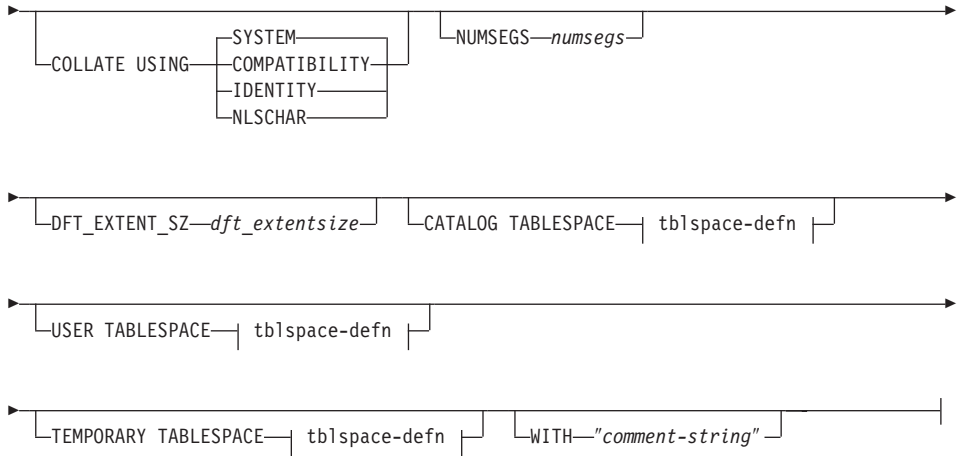 SYSTEM
NUMSEGS numsegs
COLLATE USING COMPATIBILITY
IDENTITY
NLSCHAR
DFT_EXTENT_SZ dft_extentsize CATALOG TABLESPACE tblspace-defn
USER TABLESPACE tblspace-defn
TEMPORARY TABLESPACE tblspace-defn WITH "comment-string"